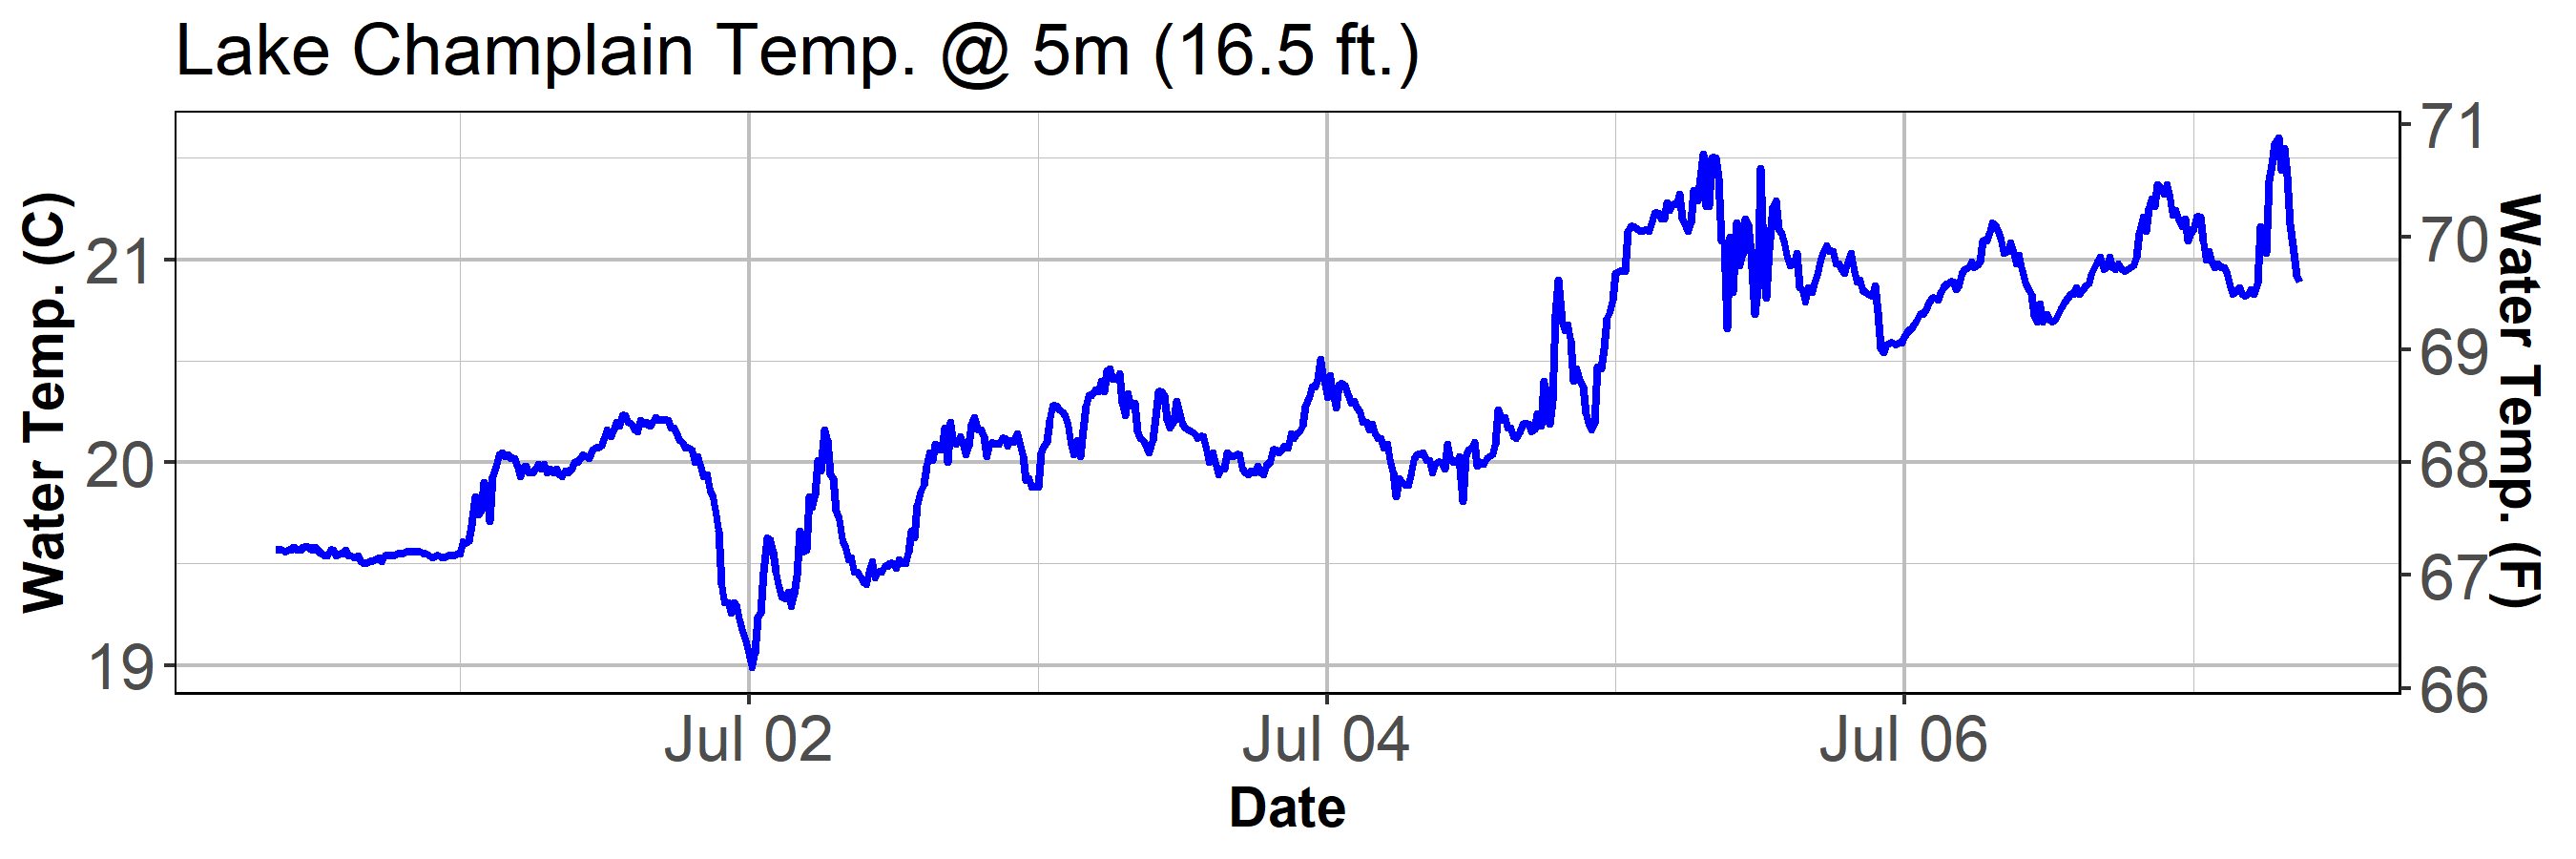 Lake Champlain Temp. @ 5m (16.5 ft.)
Water Temp. (C)
21
20
19
71
70
69
68
67
66
Water Temp. (F)
Jul 02 Jul 04 Jul 06
Date